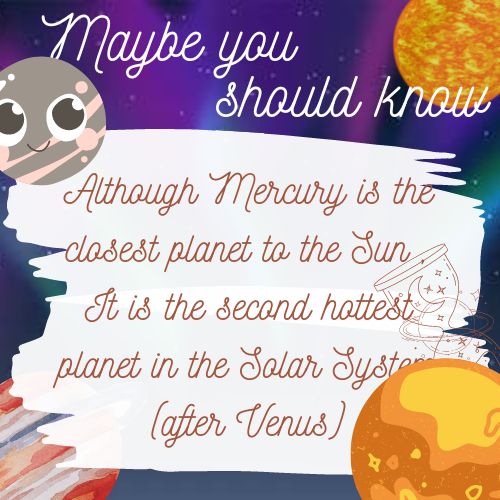 Maybe you
should know
Although Mercury is the
closest planet to the Sun
It is the second hottest
planet in the Solar System
(after Venus)